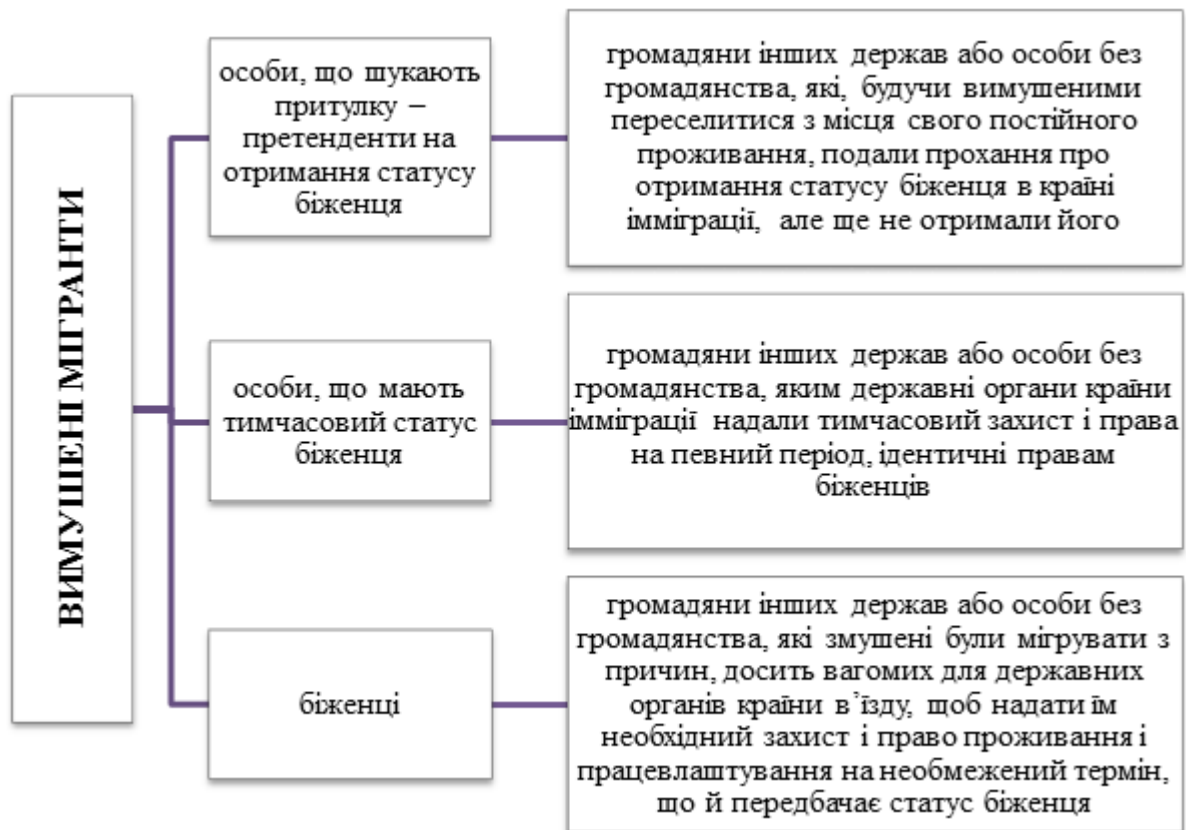 ВИМУШЕНІ МІГРАНТИ
особи, що шукають
притулку –
претенденти на
отримання статусу
біженця
громадяни інших держав або особи без
громадянства, які, будучи вимушеними
переселитися з місця свого постійного
проживання, подали прохання про
отримання статусу біженця в країні
імміграції, але ще не отримали його
особи, що мають
тимчасовий статус
біженця
громадяни інших держав або особи без
громадянства, яким державні органи країни
імміграції надали тимчасовий захист і права
на певний період, ідентичні правам
біженців
біженці
громадяни інших держав або особи без
громадянства, які змушені були мігрувати з
причин, досить вагомих для державних
органів країни в’їзду, щоб надати їм
необхідний захист і право проживання і
працевлаштування на необмежений термін,
що й передбачає статус біженця